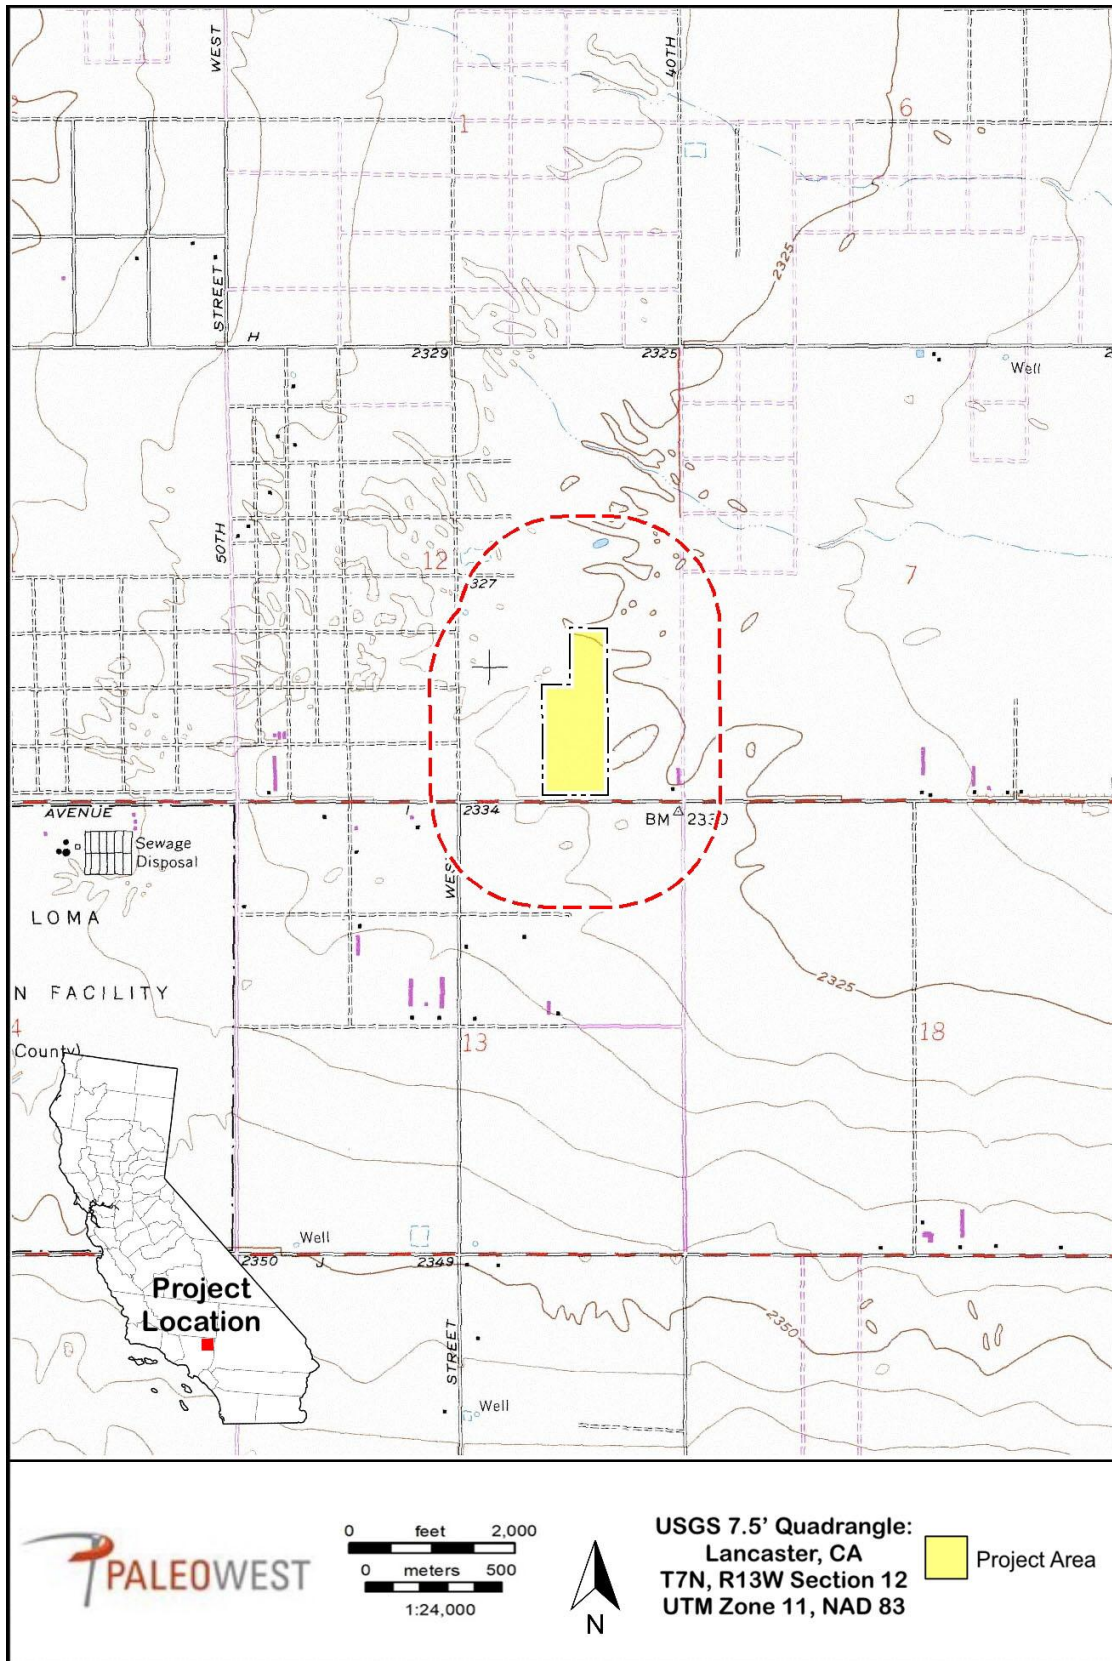 WEST
40TH
1
6
2325
STREET
H
2329
2325
Well
50TH
12
327
7
AVENUE
I
2334
BM
2330
Sewage
Disposal
WEST
LOMA
2325
N FACILITY
4
County)
13
18
Well
2350
J
2349
Project
Location
2350
STREET
Well
PALEOWEST
0 feet 2,000
0 meters 500
1:24,000
N
USGS 7.5' Quadrangle:
Lancaster, CA
T7N, R13W Section 12
UTM Zone 11, NAD 83
Project Area